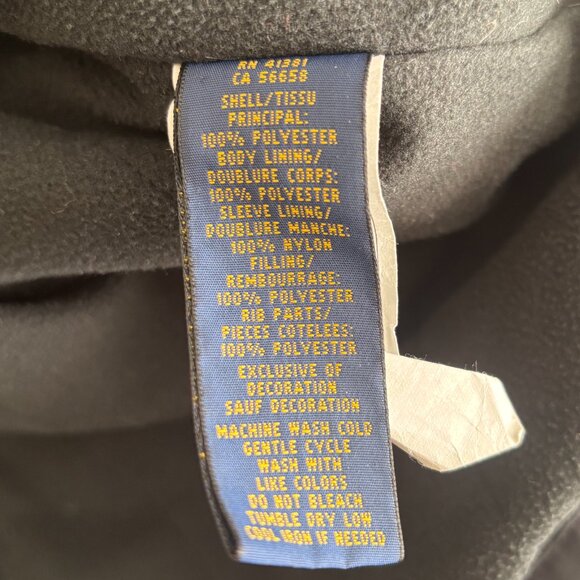 RN 41381
CA 56658
SHELL/TISSU
PRINCIPAL:
100% POLYESTER
BODY LINING/
DOUBLURE CORPS:
100% POLYESTER
SLEEVE LINING/
DOUBLURE MANCHE:
100% NYLON
FILLING/
REMBOURRAGE:
100% POLYESTER
RIB PARTS/
PIECES COTELEES:
100% POLYESTER
EXCLUSIVE OF
DECORATION
SAUF DECORATION
MACHINE WASH COLD
GENTLE CYCLE
WASH WITH
LIKE COLORS
DO NOT BLEACH
TUMBLE DRY LOW
COOL IRON IF NEEDED